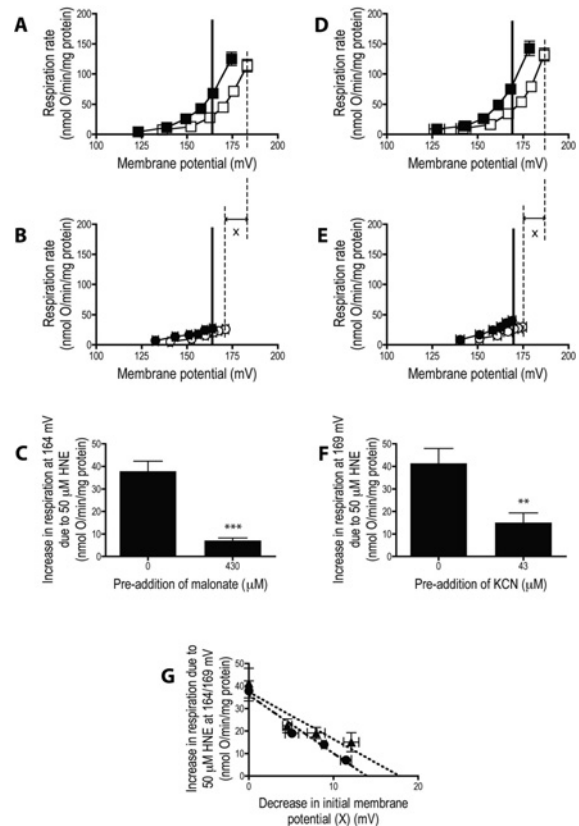 A
Respiration rate
(nmol O/min/mg protein)
200
150
100
50
0
100
125
150
175
200
Membrane potential (mV)
D
Respiration rate
(nmol O/min/mg protein)
200
150
100
50
0
100
125
150
175
200
Membrane potential (mV)
B
Respiration rate
(nmol O/min/mg protein)
200
150
100
50
0
100
125
150
175
200
Membrane potential (mV)
x
E
Respiration rate
(nmol O/min/mg protein)
200
150
100
50
0
100
125
150
175
200
Membrane potential (mV)
x
C
Increase in respiration at 164 mV
due to 50 μM HNE
(nmol O/min/mg protein)
50
40
30
20
10
0
***
0
430
Pre-addition of malonate (μM)
F
Increase in respiration at 169 mV
due to 50 μM HNE
(nmol O/min/mg protein)
50
40
30
20
10
0
**
0
43
Pre-addition of KCN (μM)
G
Increase in respiration due to
50 μM HNE at 164/169 mV
(nmol O/min/mg protein)
50
40
30
20
10
0
0
10
20
Decrease in initial membrane
potential (X) (mV)